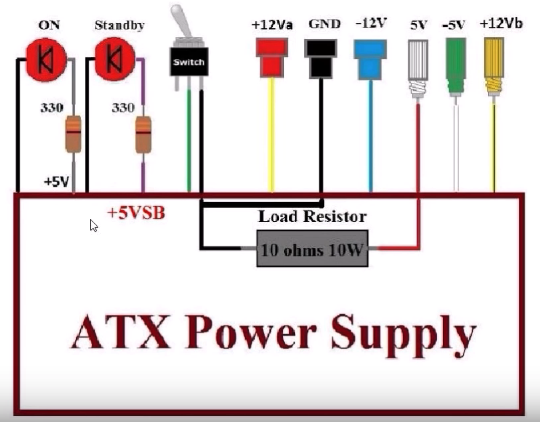 ON Standby +12Va GND -12V 5V -5V +12Vb
Switch
330 330
+5V
+5VSB
Load Resistor
10 ohms 10W
ATX Power Supply